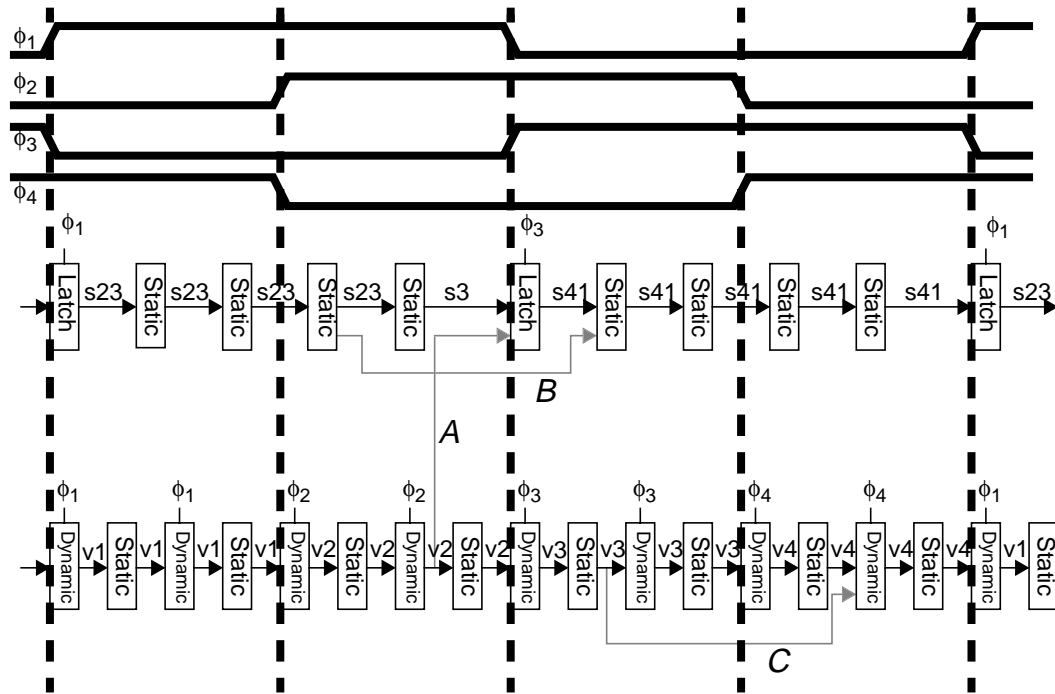 ϕ1
ϕ2
ϕ3
ϕ4
ϕ1 ϕ3 ϕ1
Latch s23 Static s23 Static s23 Static s23 Static s3 Latch s41 Static s41 Static s41 Static s41 Static s41 Latch s23
B
A
ϕ1 ϕ1 ϕ2 ϕ2 ϕ3 ϕ3 ϕ4 ϕ4 ϕ1
Dynamic v1 Static v1 Dynamic v1 Static v1 Dynamic v2 Static v2 Dynamic v2 Static v2 Dynamic v3 Static v3 Dynamic v3 Static v3 Dynamic v4 Static v4 Dynamic v4 Static v4 Dynamic v1 Static
C